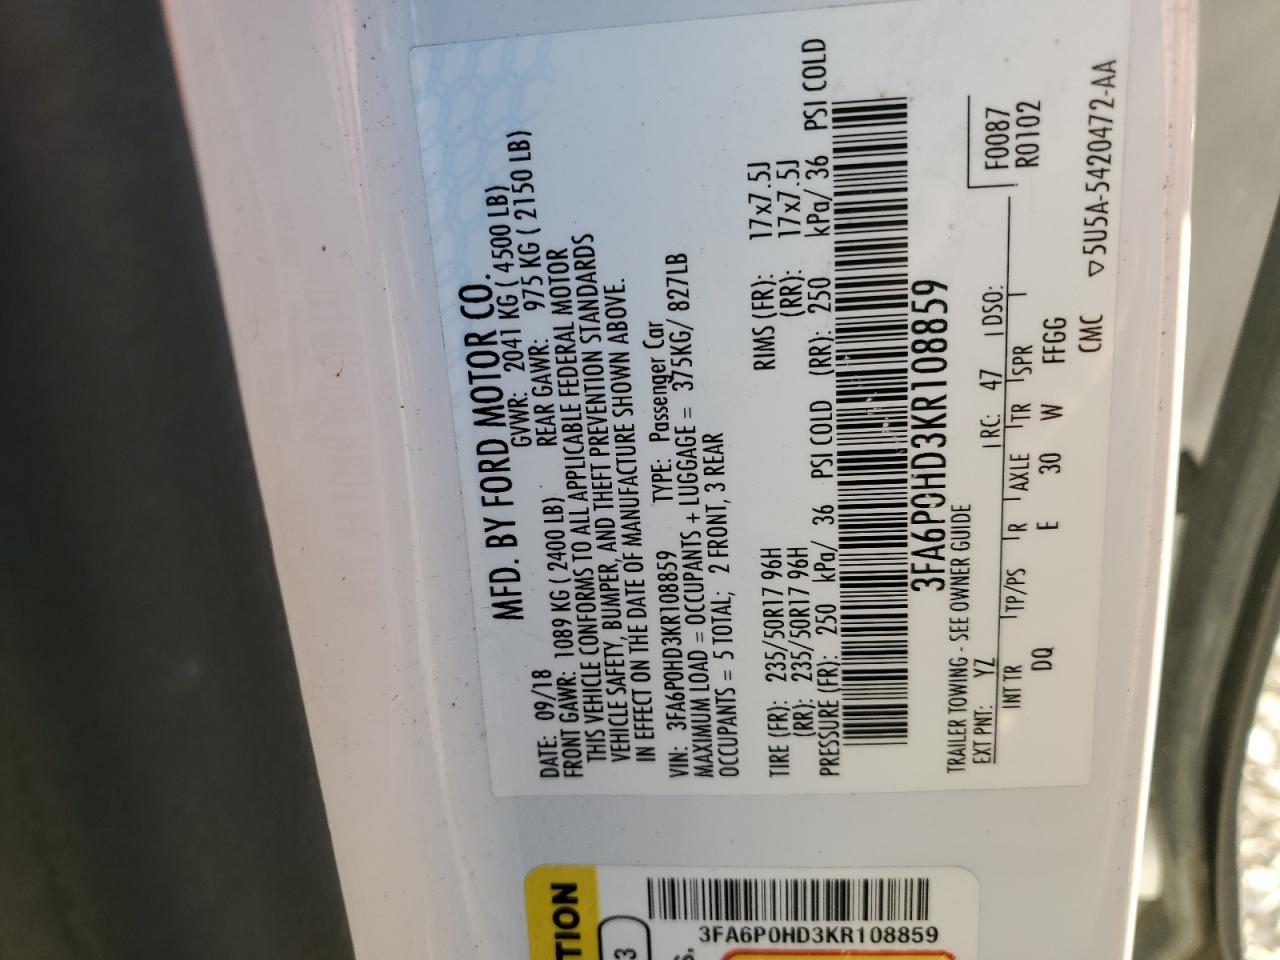 MFD. BY FORD MOTOR CO.
DATE: 09/18 GVWR: 2041 KG ( 4500 LB)
FRONT GAWR: 1089 KG ( 2400 LB) REAR GAWR: 975 KG ( 2150 LB)
THIS VEHICLE CONFORMS TO ALL APPLICABLE FEDERAL MOTOR
VEHICLE SAFETY, BUMPER, AND THEFT PREVENTION STANDARDS
IN EFFECT ON THE DATE OF MANUFACTURE SHOWN ABOVE.
VIN: 3FA6P0HD3KR108859 TYPE: Passenger Car
MAXIMUM LOAD = OCCUPANTS + LUGGAGE = 375KG/ 827LB
OCCUPANTS = 5 TOTAL; 2 FRONT, 3 REAR
TIRE (FR): 235/50R17 96H RIMS (FR): 17x7.5J
(RR): 235/50R17 96H (RR): 17x7.5J
PRESSURE (FR): 250 kPa/ 36 PSI COLD (RR): 250 kPa/ 36 PSI COLD
3FA6P0HD3KR108859
TRAILER TOWING - SEE OWNER GUIDE
EXT PNT: YZ RC: 47 DSO: F0087
R0102
INT TR TP/PS R AXLE TR SPR
DQ E 30 W FFGG
CMC ▽5U5A-5420472-AA
TION
3
S.
3FA6P0HD3KR108859